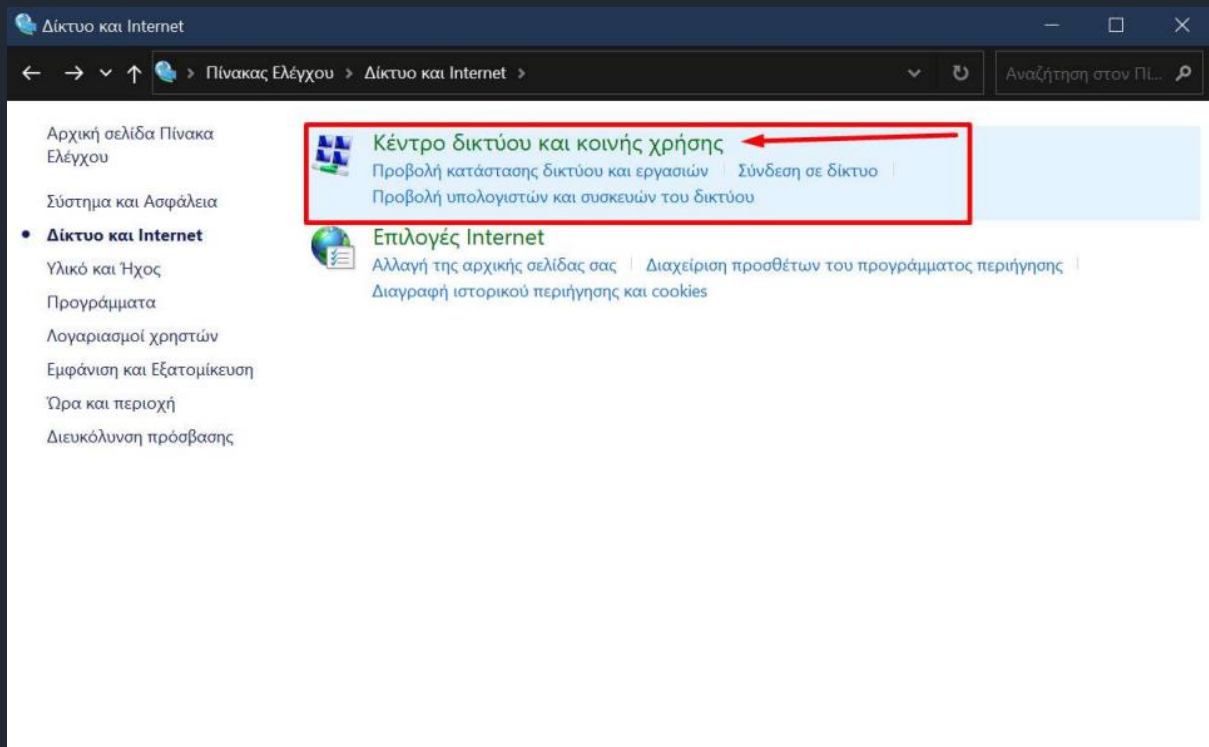 Δίκτυο και Internet
Πίνακας Ελέγχου > Δίκτυο και Internet >
Αναζήτηση στον Πί...
Αρχική σελίδα Πίνακα
Ελέγχου
Σύστημα και Ασφάλεια
Δίκτυο και Internet
Υλικό και Ήχος
Προγράμματα
Λογαριασμοί χρηστών
Εμφάνιση και Εξατομίκευση
Ώρα και περιοχή
Διευκόλυνση πρόσβασης
Κέντρο δικτύου και κοινής χρήσης
Προβολή κατάστασης δικτύου και εργασιών Σύνδεση σε δίκτυο
Προβολή υπολογιστών και συσκευών του δικτύου
Επιλογές Internet
Αλλαγή της αρχικής σελίδας σας Διαχείριση προσθέτων του προγράμματος περιήγησης
Διαγραφή ιστορικού περιήγησης και cookies